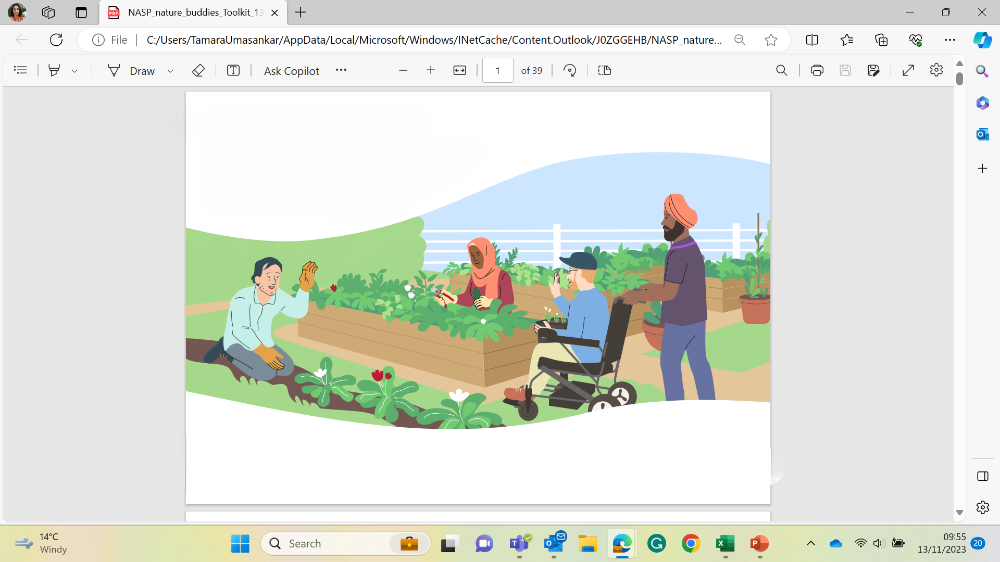 NASP_nature_buddies_Toolkit_13
File
C:/Users/TamaraUmasankar/AppData/Local/Microsoft/Windows/INetCache/Content.Outlook/J0ZGGEHB/NASP_nature...
Draw
Ask Copilot
1 of 39
14°C
Windy
Search
09:55
13/11/2023
20